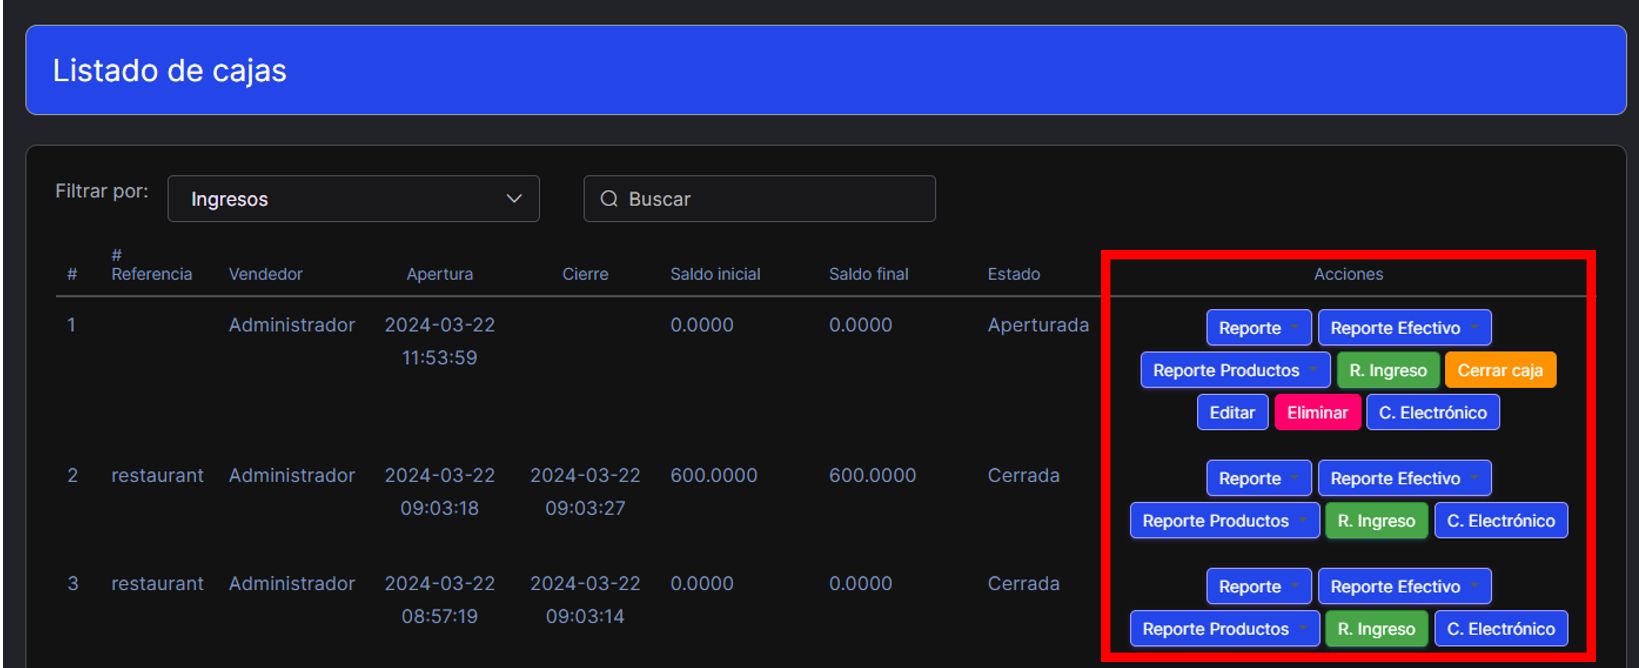 Listado de cajas
Filtrar por: Ingresos Buscar
# # Referencia Vendedor Apertura Cierre Saldo inicial Saldo final Estado Acciones
1 Administrador 2024-03-22 0.0000 0.0000 Aperturada Reporte Reporte Efectivo
11:53:59
Reporte Productos R. Ingreso Cerrar caja
Editar Eliminar C. Electrónico
2 restaurant Administrador 2024-03-22 2024-03-22 600.0000 600.0000 Cerrada Reporte Reporte Efectivo
09:03:18 09:03:27 Reporte Productos R. Ingreso C. Electrónico
3 restaurant Administrador 2024-03-22 2024-03-22 0.0000 0.0000 Cerrada Reporte Reporte Efectivo
08:57:19 09:03:14 Reporte Productos R. Ingreso C. Electrónico